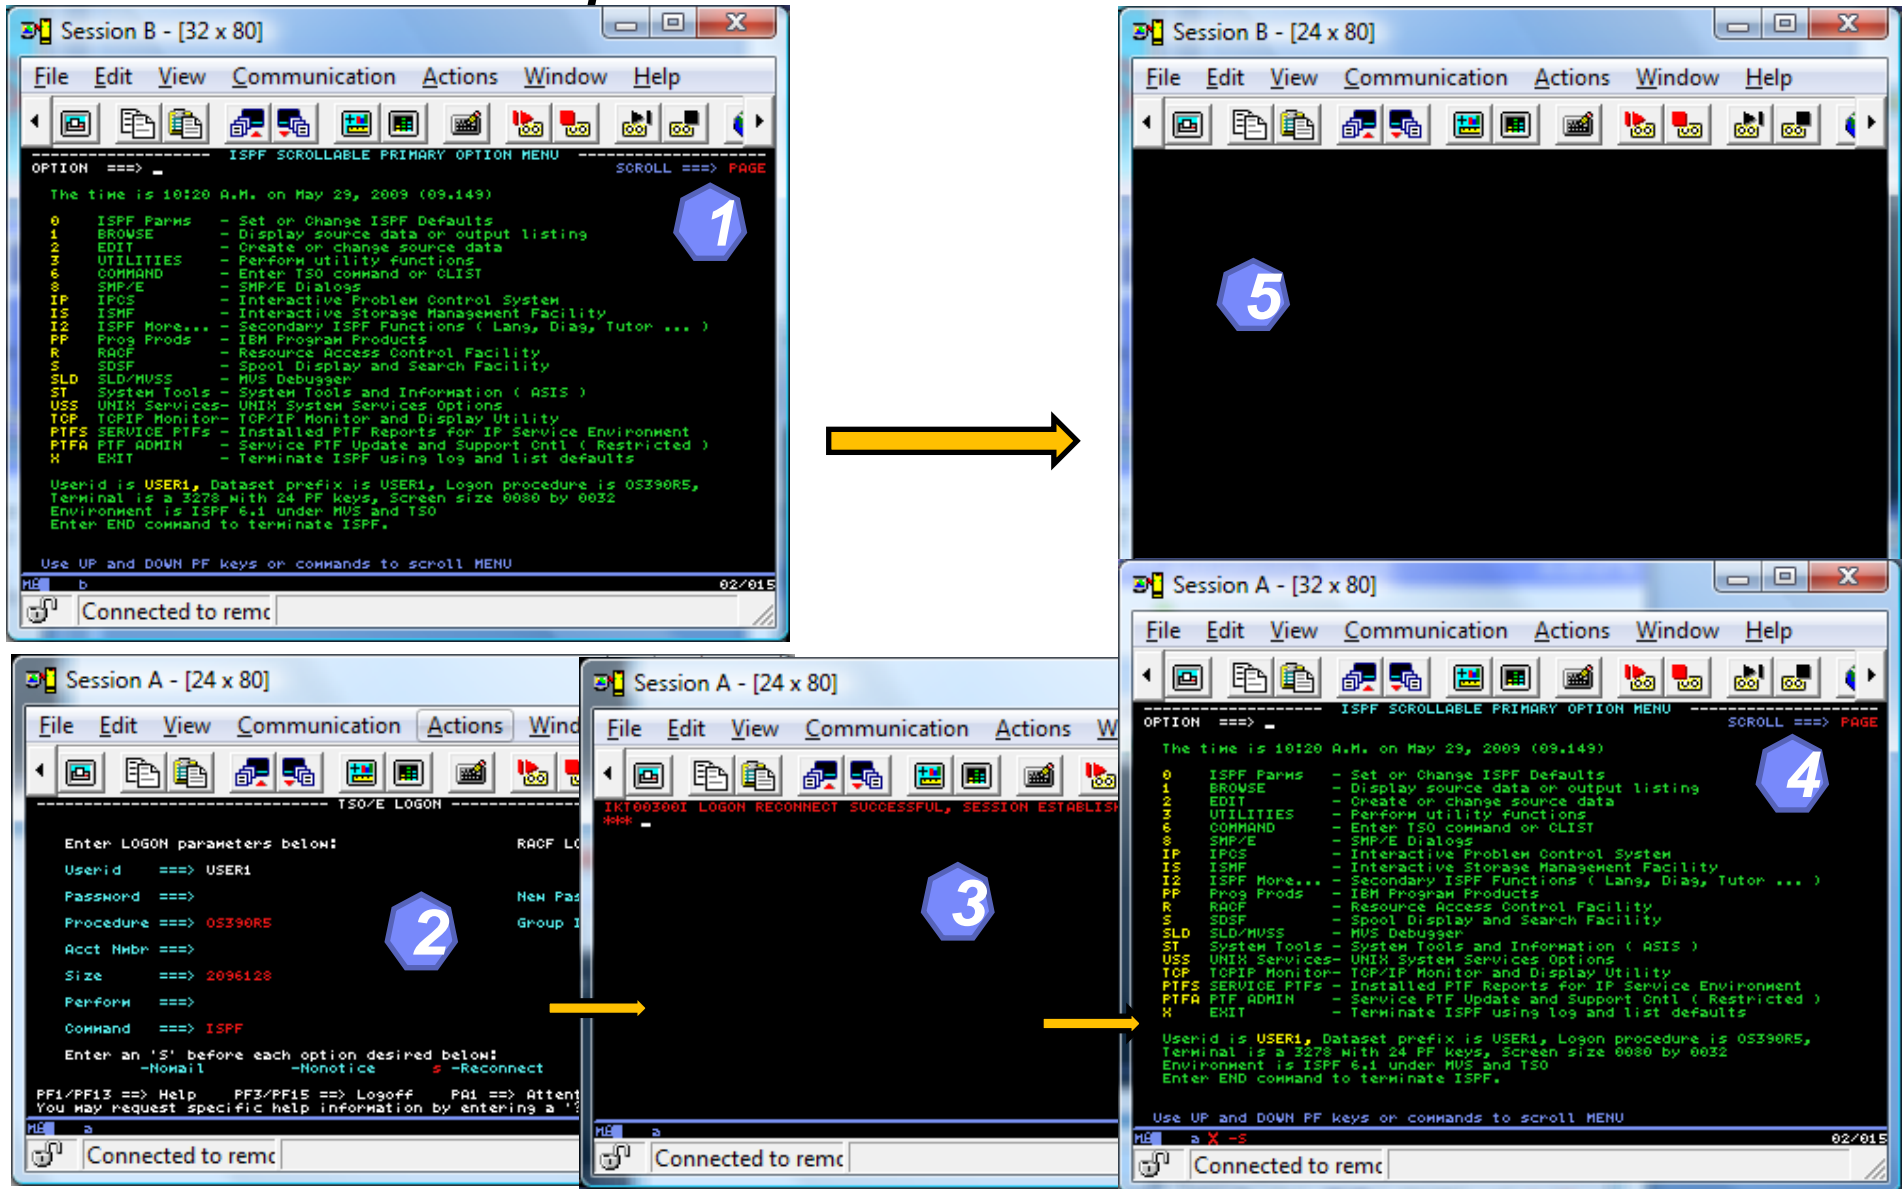 Session B - [32 x 80]
File Edit View Communication Actions Window Help
ISPF SCROLLABLE PRIMARY OPTION MENU
OPTION ===> _ SCROLL ===> PAGE
The time is 10:20 A.M. on May 29, 2009 (09.149)
0 ISPF Parms - Set or Change ISPF Defaults
1 BROWSE - Display source data or output listing
2 EDIT - Create or change source data
3 UTILITIES - Perform utility functions
6 COMMAND - Enter TSO command or CLIST
8 SMP/E - SMP/E Dialogs
IP IPCS - Interactive Problem Control System
IS ISMF - Interactive Storage Management Facility
I2 ISPF More... - Secondary ISPF Functions ( Lang, Diag, Tutor ... )
PP Prog Prods - IBM Program Products
R RACF - Resource Access Control Facility
S SDSF - Spool Display and Search Facility
SLD SLD/MVSS - MVS Debugger
ST System Tools - System Tools and Information ( ASIS )
USS UNIX Services- UNIX System Services Options
TCP TCPIP Monitor- TCP/IP Monitor and Display Utility
PTFS SERVICE PTFs - Installed PTF Reports for IP Service Environment
PTFA PTF ADMIN - Service PTF Update and Support Cntl ( Restricted )
X EXIT - Terminate ISPF using log and list defaults
Userid is USER1, Dataset prefix is USER1, Logon procedure is OS390R5,
Terminal is a 3278 with 24 PF keys, Screen size 0080 by 0032
Environment is ISPF 6.1 under MVS and TSO
Enter END command to terminate ISPF.
Use UP and DOWN PF keys or commands to scroll MENU
MA b 02/015
Connected to remc
1
Session B - [24 x 80]
File Edit View Communication Actions Window Help
5
Session A - [24 x 80]
File Edit View Communication Actions Wind
TSO/E LOGON
Enter LOGON parameters below: RACF LO
Userid ===> USER1
Password ===> New Pas
Procedure ===> OS390R5 Group I
Acct Nmbr ===>
Size ===> 2096128
Perform ===>
Command ===> ISPF
Enter an 'S' before each option desired below:
-Nomail -Nonotice s -Reconnect
PF1/PF13 ==> Help PF3/PF15 ==> Logoff PA1 ==> Attent
You may request specific help information by entering a '?
MA a
Connected to remc
2
Session A - [24 x 80]
File Edit View Communication Actions W
IKT00300I LOGON RECONNECT SUCCESSFUL, SESSION ESTABLISH
*** _
MA a
Connected to remc
3
Session A - [32 x 80]
File Edit View Communication Actions Window Help
ISPF SCROLLABLE PRIMARY OPTION MENU
OPTION ===> _ SCROLL ===> PAGE
The time is 10:20 A.M. on May 29, 2009 (09.149)
0 ISPF Parms - Set or Change ISPF Defaults
1 BROWSE - Display source data or output listing
2 EDIT - Create or change source data
3 UTILITIES - Perform utility functions
6 COMMAND - Enter TSO command or CLIST
8 SMP/E - SMP/E Dialogs
IP IPCS - Interactive Problem Control System
IS ISMF - Interactive Storage Management Facility
I2 ISPF More... - Secondary ISPF Functions ( Lang, Diag, Tutor ... )
PP Prog Prods - IBM Program Products
R RACF - Resource Access Control Facility
S SDSF - Spool Display and Search Facility
SLD SLD/MVSS - MVS Debugger
ST System Tools - System Tools and Information ( ASIS )
USS UNIX Services- UNIX System Services Options
TCP TCPIP Monitor- TCP/IP Monitor and Display Utility
PTFS SERVICE PTFs - Installed PTF Reports for IP Service Environment
PTFA PTF ADMIN - Service PTF Update and Support Cntl ( Restricted )
X EXIT - Terminate ISPF using log and list defaults
Userid is USER1, Dataset prefix is USER1, Logon procedure is OS390R5,
Terminal is a 3278 with 24 PF keys, Screen size 0080 by 0032
Environment is ISPF 6.1 under MVS and TSO
Enter END command to terminate ISPF.
Use UP and DOWN PF keys or commands to scroll MENU
MA a X -S 02/015
Connected to remc
4